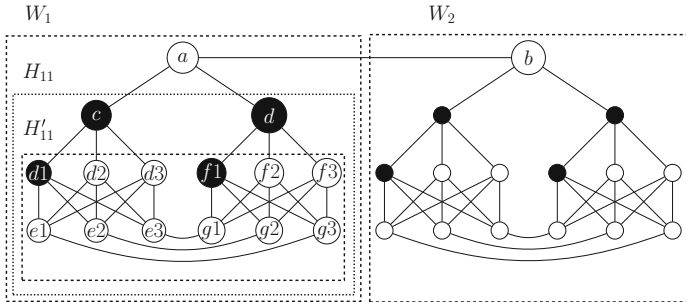 W₁ W₂
a b
H₁₁
c d
H′₁₁
d1 d2 d3 f1 f2 f3
e1 e2 e3 g1 g2 g3